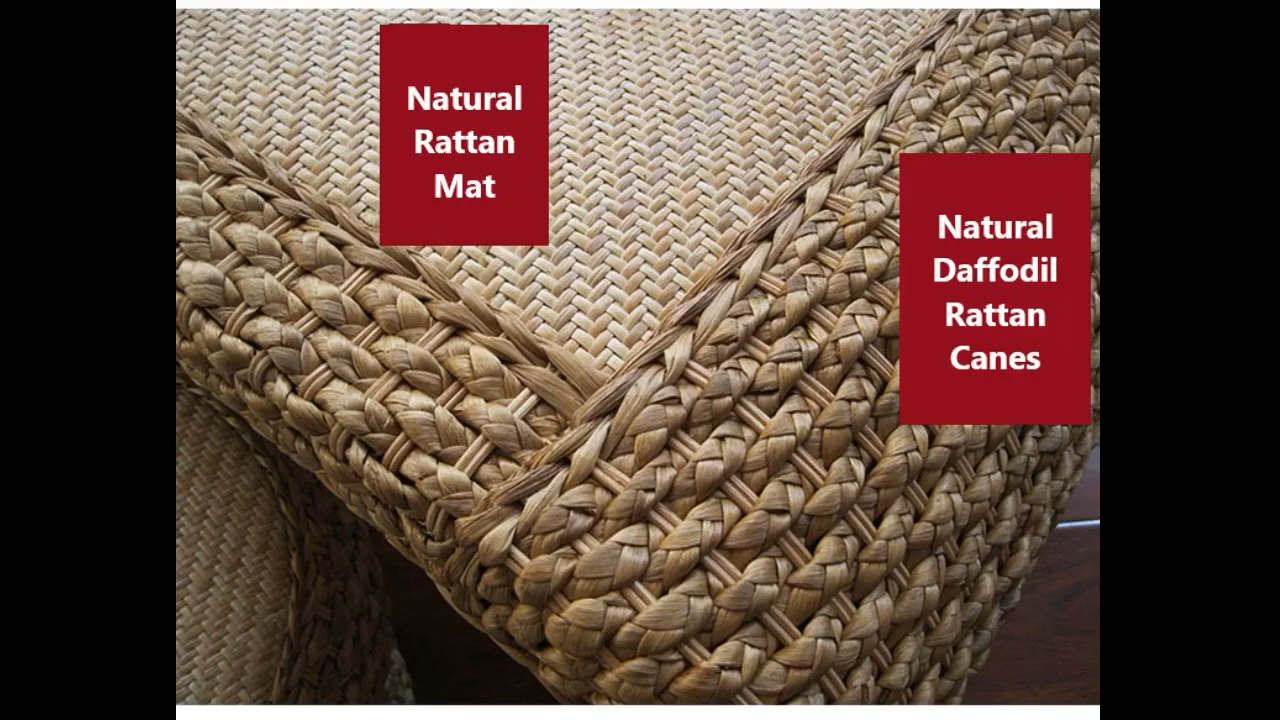 Natural
Rattan
Mat
Natural
Daffodil
Rattan
Canes